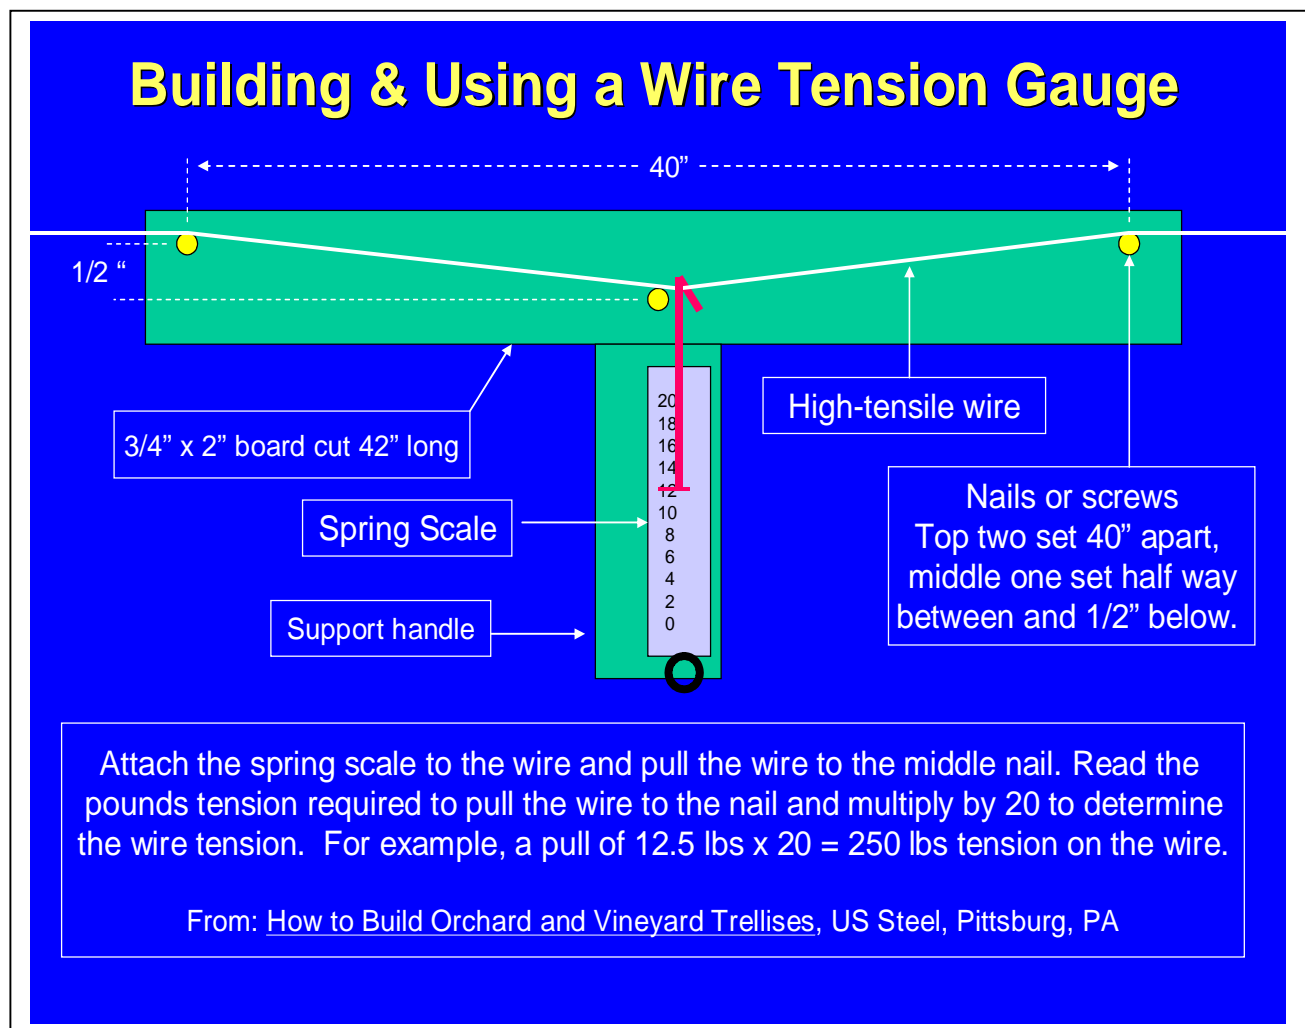 Building & Using a Wire Tension Gauge
40”
1/2 “
20
18
16
14
12
10
8
6
4
2
0
High-tensile wire
3/4” x 2” board cut 42” long
Spring Scale
Nails or screws
Top two set 40” apart,
middle one set half way
between and 1/2” below.
Support handle
Attach the spring scale to the wire and pull the wire to the middle nail. Read the
pounds tension required to pull the wire to the nail and multiply by 20 to determine
the wire tension.  For example, a pull of 12.5 lbs x 20 = 250 lbs tension on the wire.
From: How to Build Orchard and Vineyard Trellises, US Steel, Pittsburg, PA